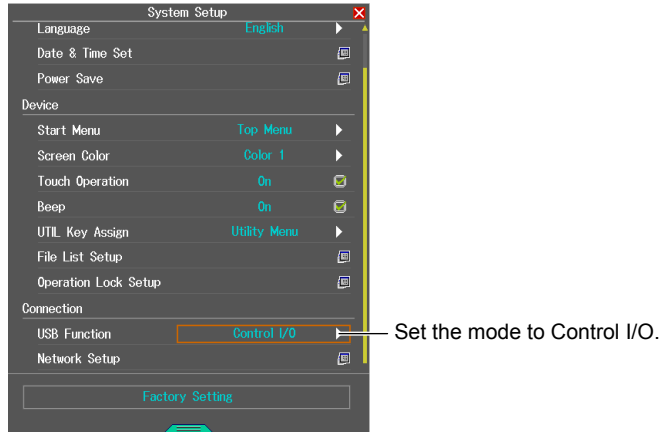 System Setup
Language English
Date & Time Set
Power Save
Device
Start Menu Top Menu
Screen Color Color 1
Touch Operation On
Beep On
UTIL Key Assign Utility Menu
File List Setup
Operation Lock Setup
Connection
USB Function Control I/O
Set the mode to Control I/O.
Network Setup
Factory Setting